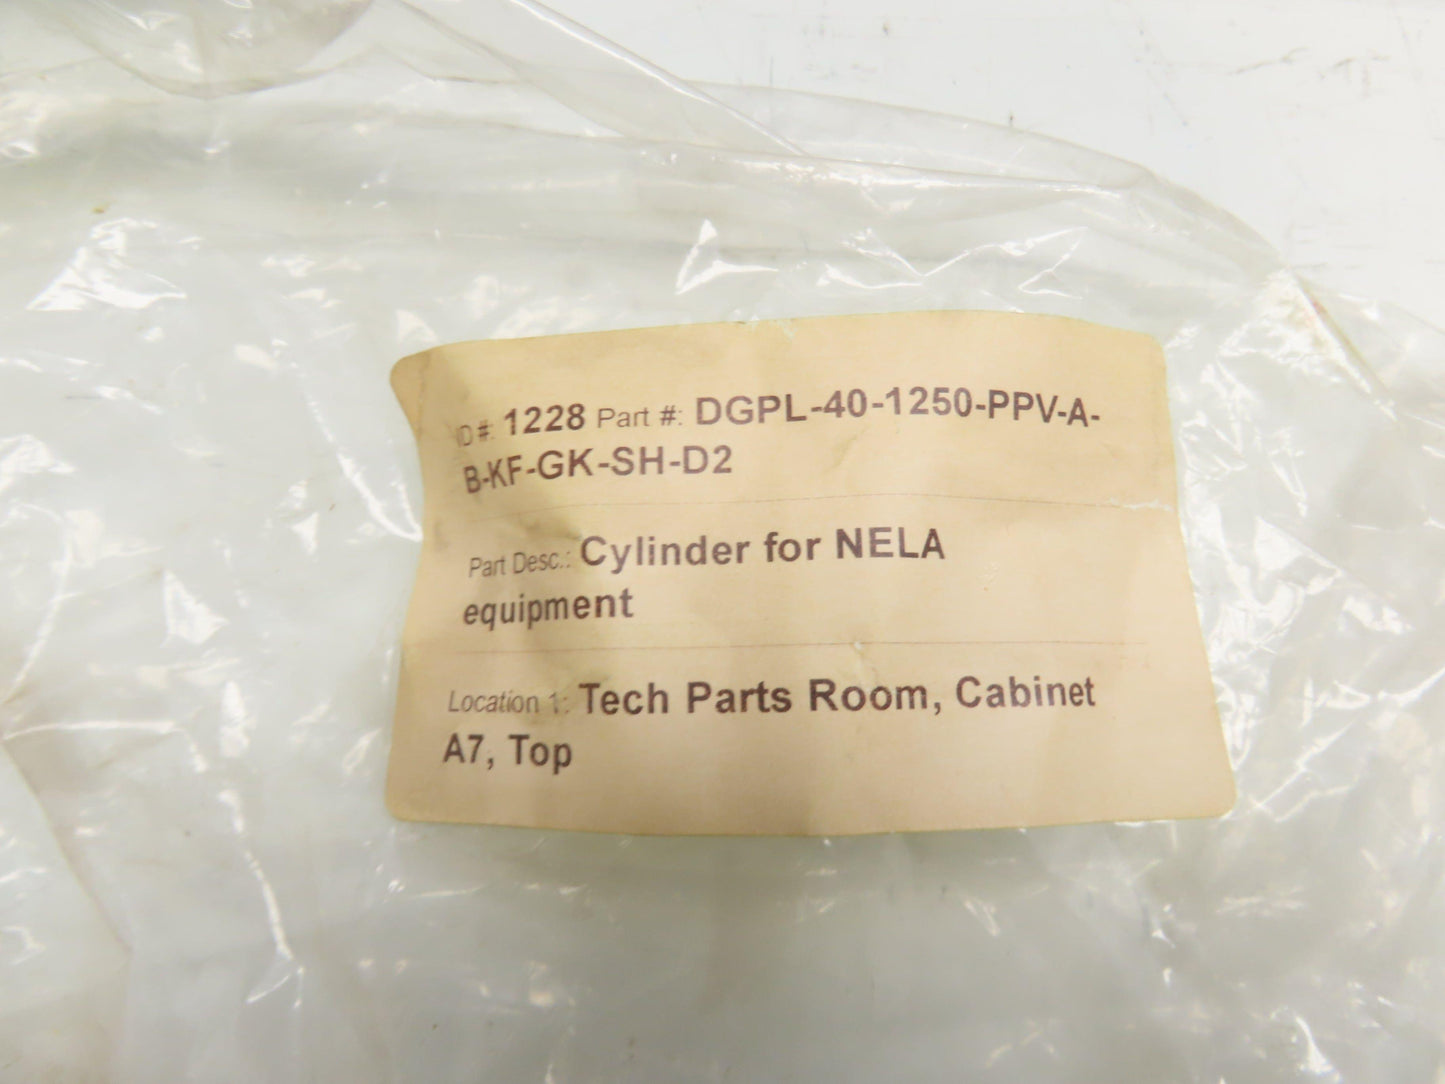 ID #: 1228 Part #: DGPL-40-1250-PPV-A-
B-KF-GK-SH-D2
Part Desc.: Cylinder for NELA
equipment
Location 1: Tech Parts Room, Cabinet
A7, Top